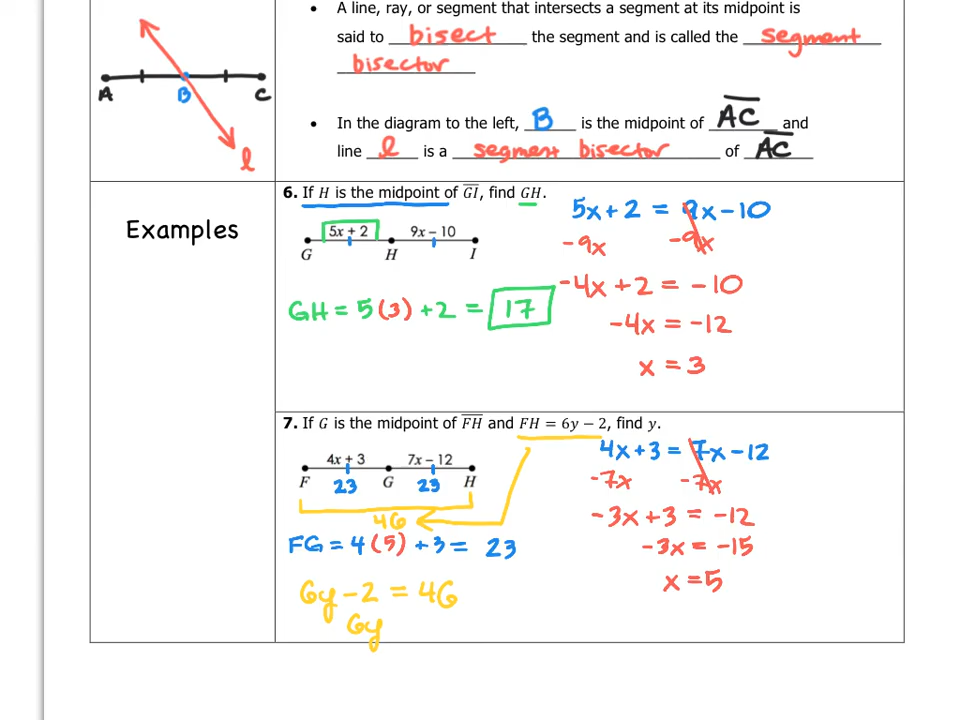 • A line, ray, or segment that intersects a segment at its midpoint is
said to bisect the segment and is called the segment
bisector
A B C l
• In the diagram to the left, B is the midpoint of AC and
line l is a segment bisector of AC
Examples
6. If H is the midpoint of GI, find GH.
5x + 2 9x – 10
G H I
GH = 5(3) + 2 = 17
5x + 2 = 9x - 10
-9x -9x
-4x + 2 = -10
-4x = -12
x = 3
7. If G is the midpoint of FH and FH = 6y − 2, find y.
4x + 3 7x – 12
F 23 G 23 H
46
FG = 4(5) + 3 = 23
6y - 2 = 46
6y
4x + 3 = 7x - 12
-7x -7x
-3x + 3 = -12
-3x = -15
x = 5